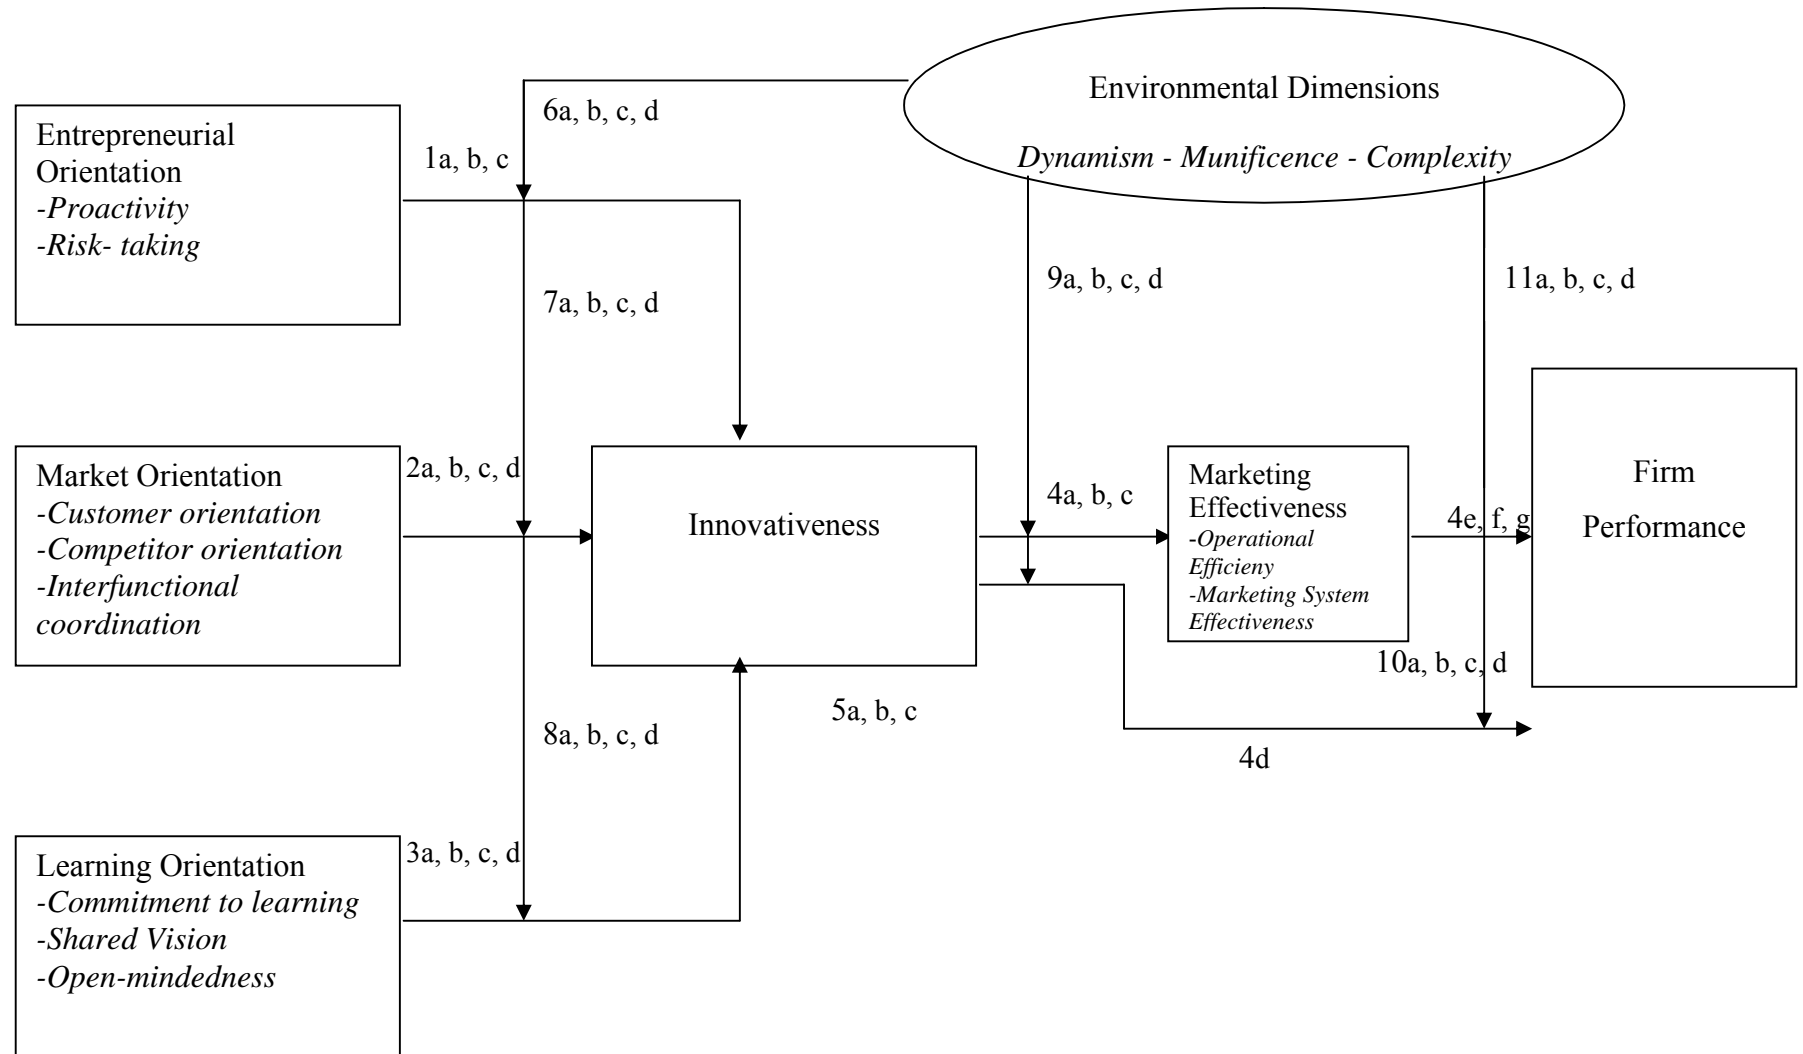 Environmental Dimensions
Dynamism - Munificence - Complexity
6a, b, c, d
Entrepreneurial
Orientation
-Proactivity
-Risk- taking
1a, b, c
7a, b, c, d
9a, b, c, d
11a, b, c, d
Market Orientation
-Customer orientation
-Competitor orientation
-Interfunctional
coordination
2a, b, c, d
Innovativeness
4a, b, c
Marketing
Effectiveness
-Operational
Efficieny
-Marketing System
Effectiveness
4e, f, g
Firm
Performance
10a, b, c, d
5a, b, c
8a, b, c, d
4d
Learning Orientation
-Commitment to learning
-Shared Vision
-Open-mindedness
3a, b, c, d